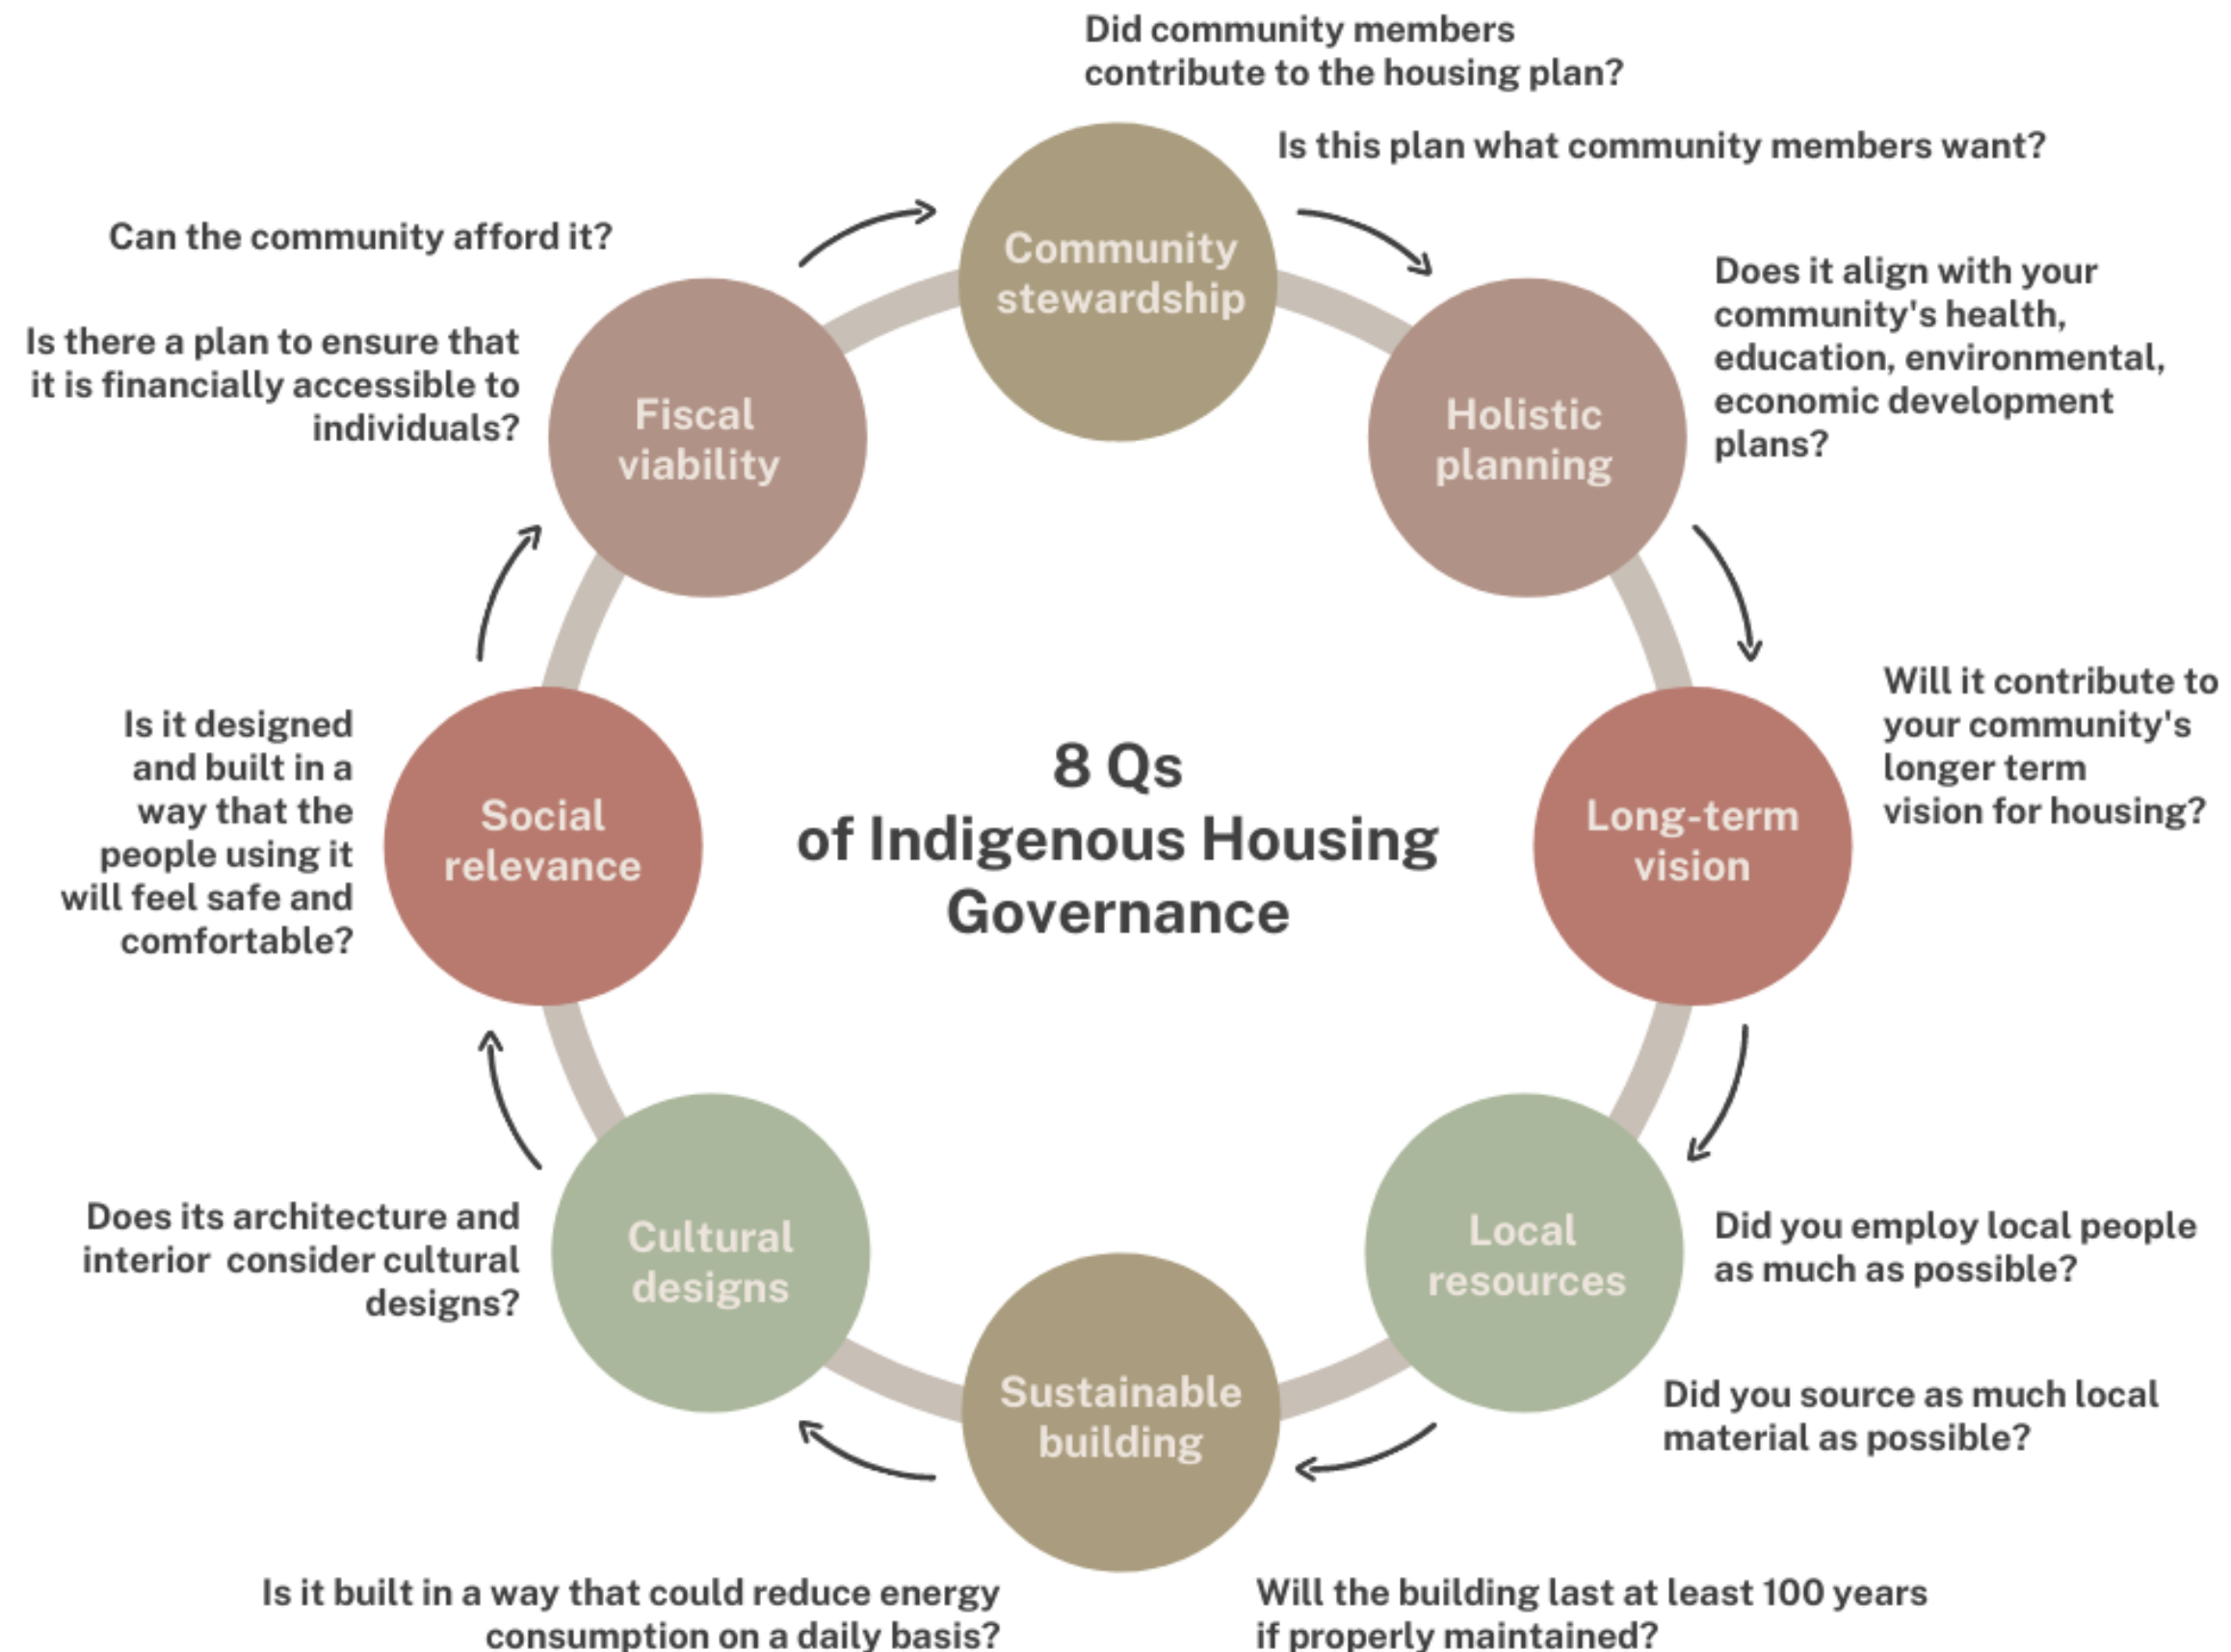 Did community members
contribute to the housing plan?
Is this plan what community members want?
Community
stewardship
Does it align with your
community's health,
education, environmental,
economic development
plans?
Holistic
planning
Will it contribute to
your community's
longer term
vision for housing?
Long-term
vision
Did you employ local people
as much as possible?
Did you source as much local
material as possible?
Local
resources
Will the building last at least 100 years
if properly maintained?
Is it built in a way that could reduce energy
consumption on a daily basis?
Sustainable
building
Does its architecture and
interior consider cultural
designs?
Cultural
designs
Is it designed
and built in a
way that the
people using it
will feel safe and
comfortable?
Social
relevance
Can the community afford it?
Is there a plan to ensure that
it is financially accessible to
individuals?
Fiscal
viability
8 Qs
of Indigenous Housing
Governance